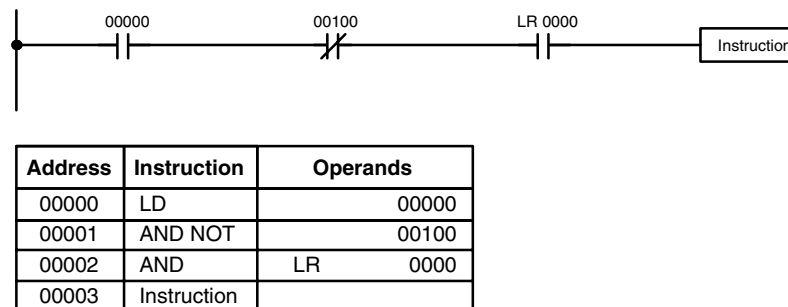 00000 00100 LR 0000
Instruction
Address Instruction Operands
00000 LD 00000
00001 AND NOT 00100
00002 AND LR 0000
00003 Instruction